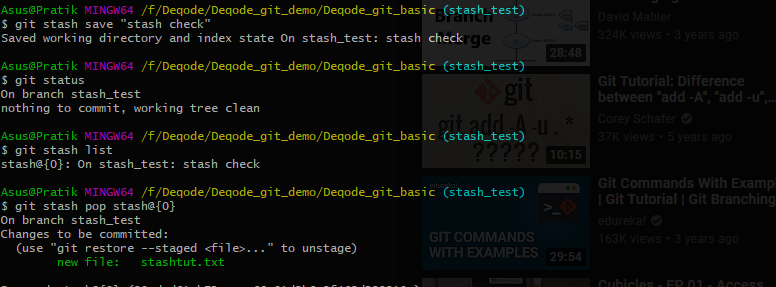 Asus@Pratik MINGW64 /f/Deqode/Deqode_git_demo/Deqode_git_basic (stash_test)
$ git stash save "stash check"
Saved working directory and index state On stash_test: stash check
Asus@Pratik MINGW64 /f/Deqode/Deqode_git_demo/Deqode_git_basic (stash_test)
$ git status
On branch stash_test
nothing to commit, working tree clean
Asus@Pratik MINGW64 /f/Deqode/Deqode_git_demo/Deqode_git_basic (stash_test)
$ git stash list
stash@{0}: On stash_test: stash check
Asus@Pratik MINGW64 /f/Deqode/Deqode_git_demo/Deqode_git_basic (stash_test)
$ git stash pop stash@{0}
On branch stash_test
Changes to be committed:
  (use "git restore --staged <file>..." to unstage)
        new file:   stashtut.txt
Branch
Merge
28:48
David Mahler
324K views • 3 years ago
git
git add -A -u . *
?????
10:15
Git Tutorial: Difference
between "add -A", "add -u",...
Corey Schafer
37K views • 5 years ago
GIT COMMANDS
WITH EXAMPLES
29:54
Git Commands With Examp
| Git Tutorial | Git Branching
edureka!
163K views • 3 years ago
Cubicles - EP 01 - Access